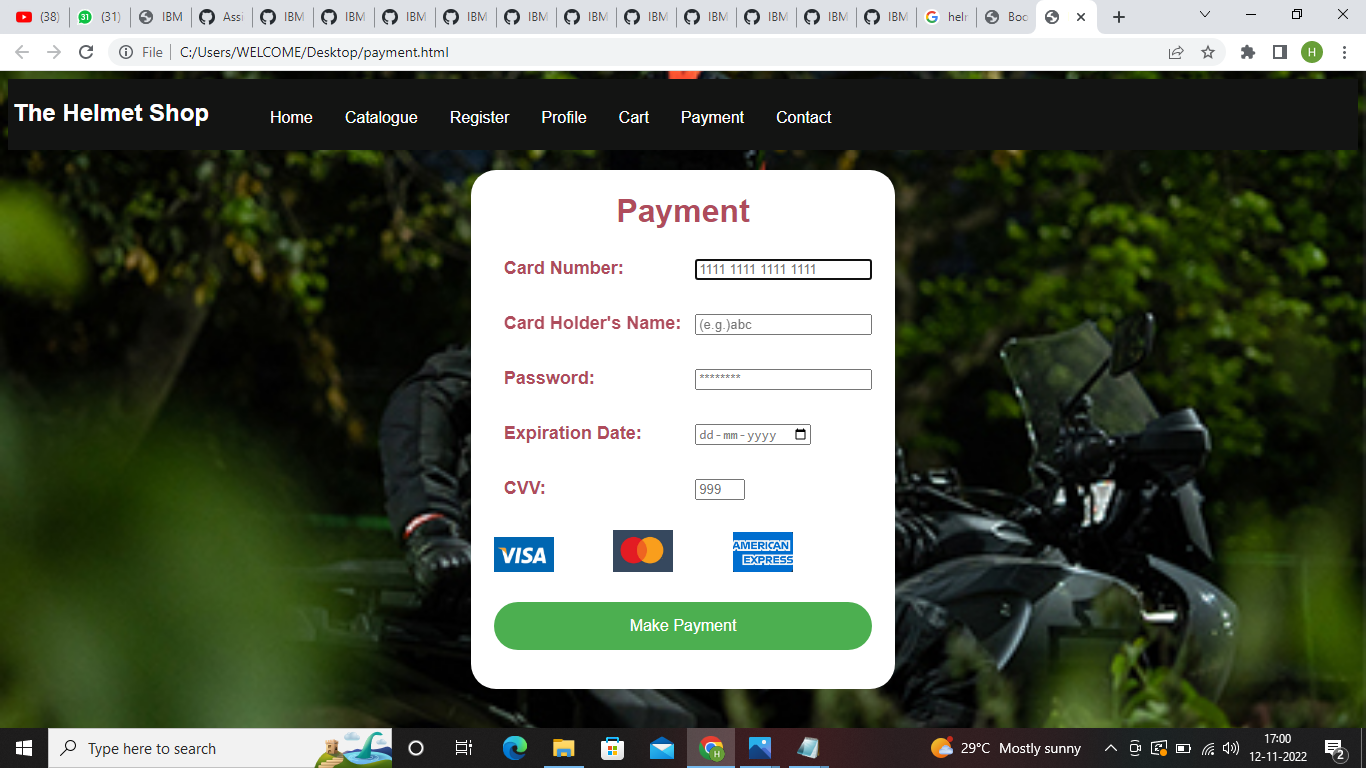 (38) (31) IBM Assi IBM IBM IBM IBM IBM IBM IBM IBM IBM IBM IBM helm Boo
File C:/Users/WELCOME/Desktop/payment.html H
The Helmet Shop Home Catalogue Register Profile Cart Payment Contact
Payment
Card Number: 1111 1111 1111 1111
Card Holder's Name: (e.g.)abc
Password: ********
Expiration Date: dd-mm-yyyy
CVV: 999
VISA AMERICAN EXPRESS
Make Payment
Type here to search 29°C Mostly sunny 17:00
12-11-2022 2